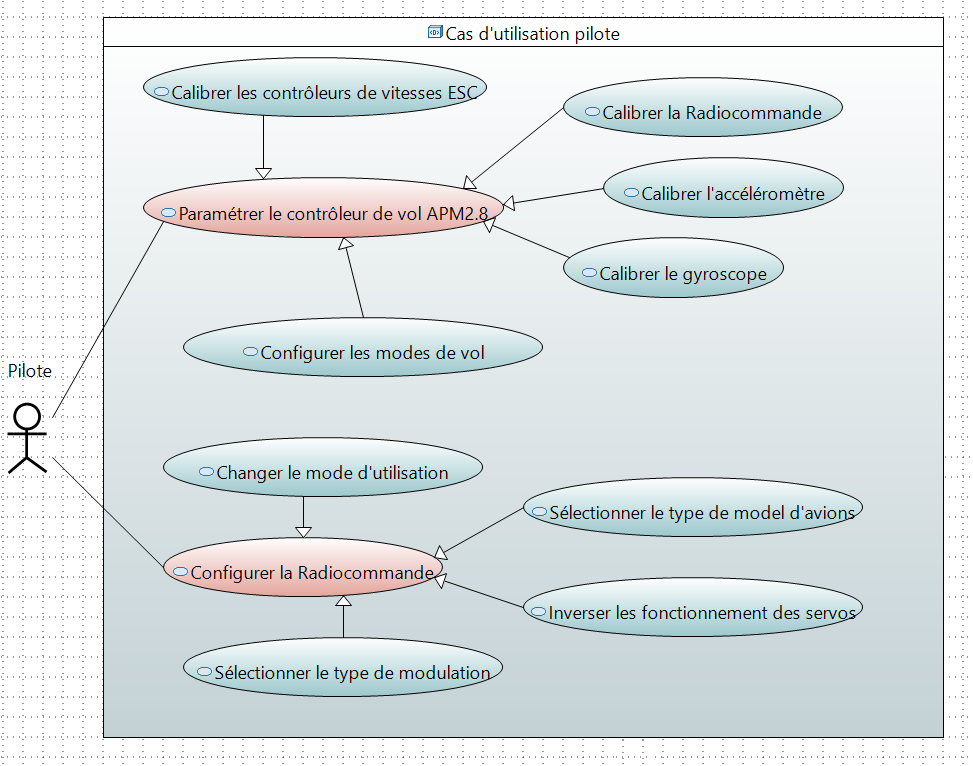 Cas d'utilisation pilote
Calibrer les contrôleurs de vitesses ESC
Calibrer la Radiocommande
Calibrer l'accéléromètre
Paramétrer le contrôleur de vol APM2.8
Calibrer le gyroscope
Configurer les modes de vol
Pilote
Changer le mode d'utilisation
Sélectionner le type de model d'avions
Configurer la Radiocommande
Inverser les fonctionnement des servos
Sélectionner le type de modulation